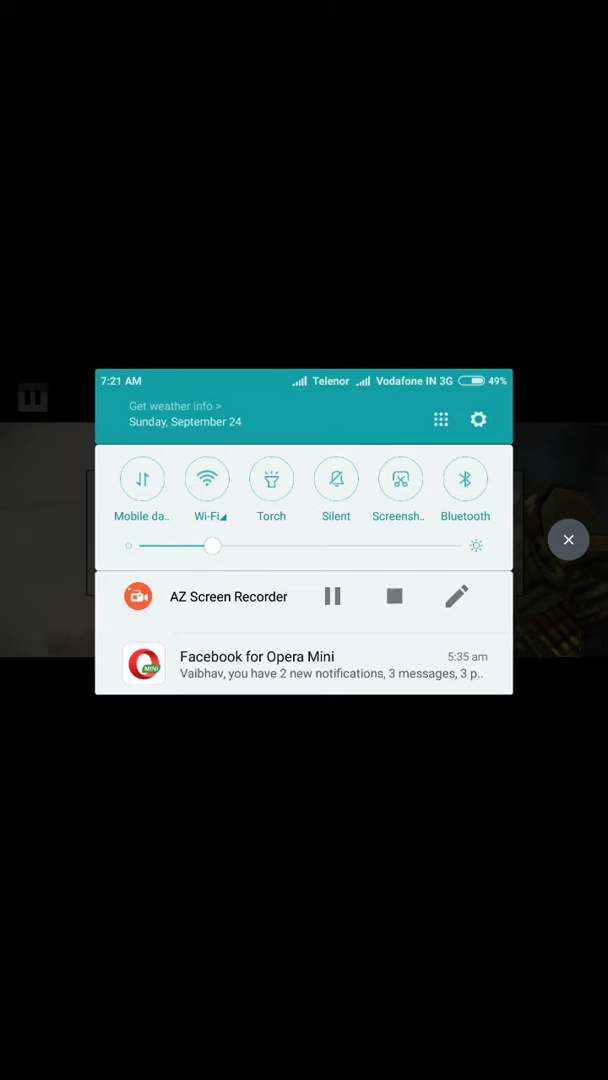 7:21 AM Telenor Vodafone IN 3G 49%
Get weather info >
Sunday, September 24
Mobile da.. Wi-Fi Torch Silent Screensh.. Bluetooth
AZ Screen Recorder
Facebook for Opera Mini 5:35 am
MINI
Vaibhav, you have 2 new notifications, 3 messages, 3 p..